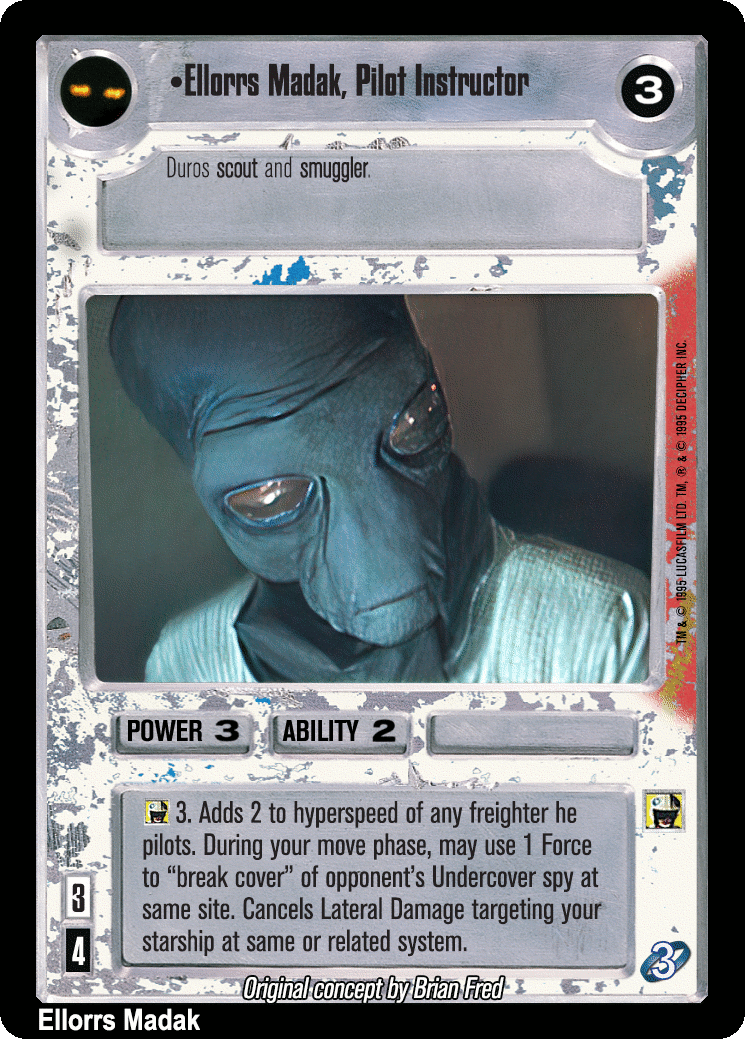 •Ellorrs Madak, Pilot Instructor
3
Duros scout and smuggler.
TM & © 1995 LUCASFILM LTD. TM, ® & © 1995 DECIPHER INC.
POWER 3
ABILITY 2
3. Adds 2 to hyperspeed of any freighter he
pilots. During your move phase, may use 1 Force
to “break cover” of opponent’s Undercover spy at
same site. Cancels Lateral Damage targeting your
starship at same or related system.
3
4
3
Original concept by Brian Fred
Ellorrs Madak